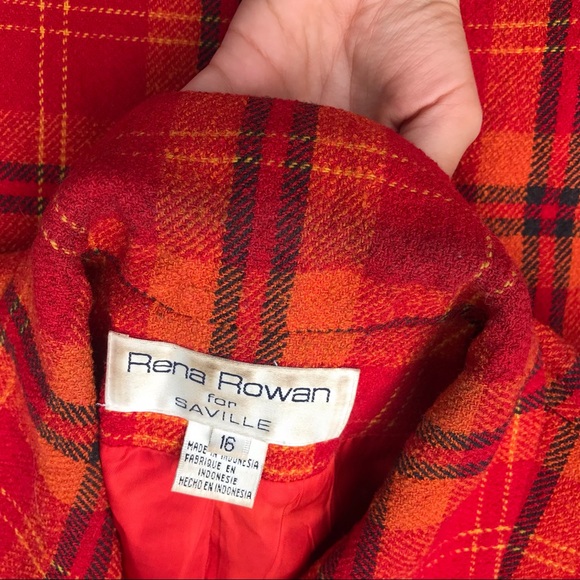 Rena Rowan
for
SAVILLE
16
MADE IN INDONESIA
FABRIQUE EN
INDONESIE
HECHO EN INDONESIA